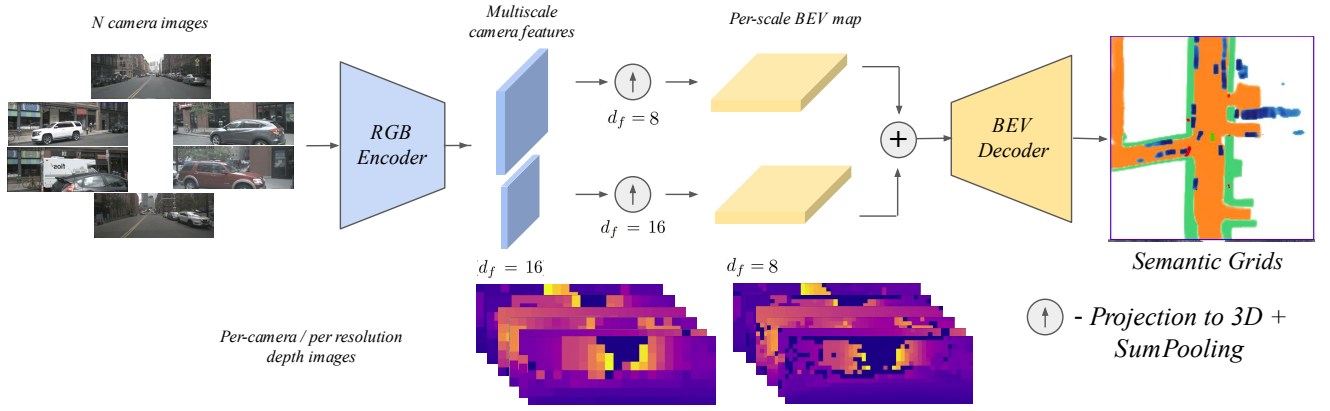 N camera images
Multiscale
camera features
Per-scale BEV map
RGB
Encoder
d_f = 8
d_f = 16
+
BEV
Decoder
Semantic Grids
d_f = 16
d_f = 8
Per-camera / per resolution
depth images
- Projection to 3D +
SumPooling